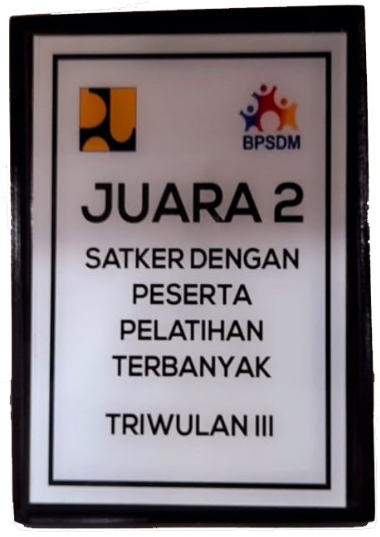 BPSDM
JUARA 2
SATKER DENGAN
PESERTA
PELATIHAN
TERBANYAK
TRIWULAN III